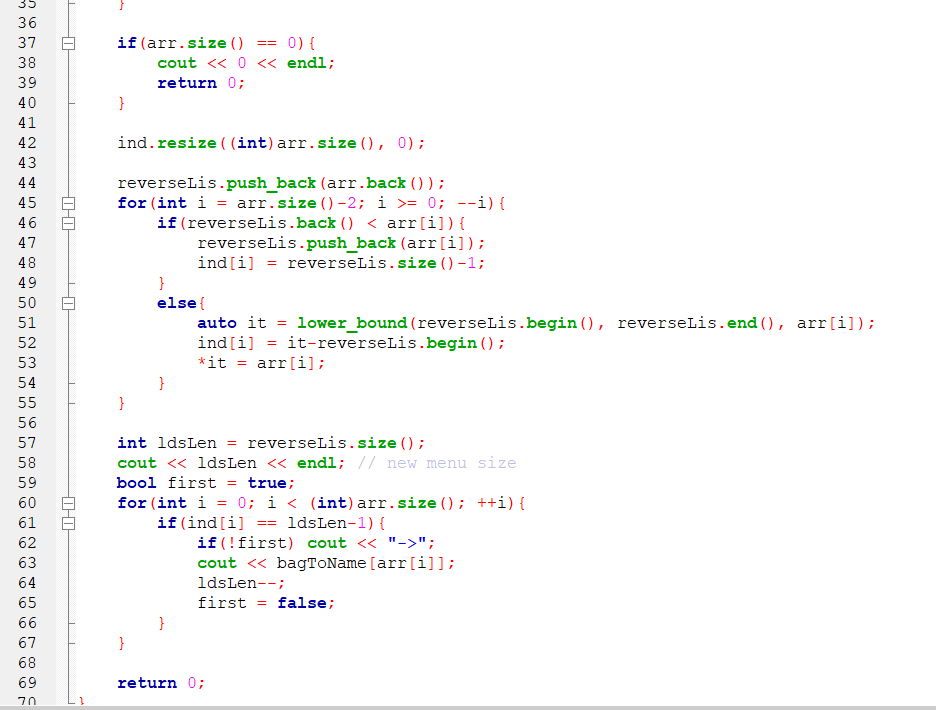 35 }
36
37 if(arr.size() == 0){
38 cout << 0 << endl;
39 return 0;
40 }
41
42 ind.resize((int)arr.size(), 0);
43
44 reverseLis.push_back(arr.back());
45 for(int i = arr.size()-2; i >= 0; --i){
46 if(reverseLis.back() < arr[i]){
47 reverseLis.push_back(arr[i]);
48 ind[i] = reverseLis.size()-1;
49 }
50 else{
51 auto it = lower_bound(reverseLis.begin(), reverseLis.end(), arr[i]);
52 ind[i] = it-reverseLis.begin();
53 *it = arr[i];
54 }
55 }
56
57 int ldsLen = reverseLis.size();
58 cout << ldsLen << endl; // new menu size
59 bool first = true;
60 for(int i = 0; i < (int)arr.size(); ++i){
61 if(ind[i] == ldsLen-1){
62 if(!first) cout << "->";
63 cout << bagToName[arr[i]];
64 ldsLen--;
65 first = false;
66 }
67 }
68
69 return 0;
70 }